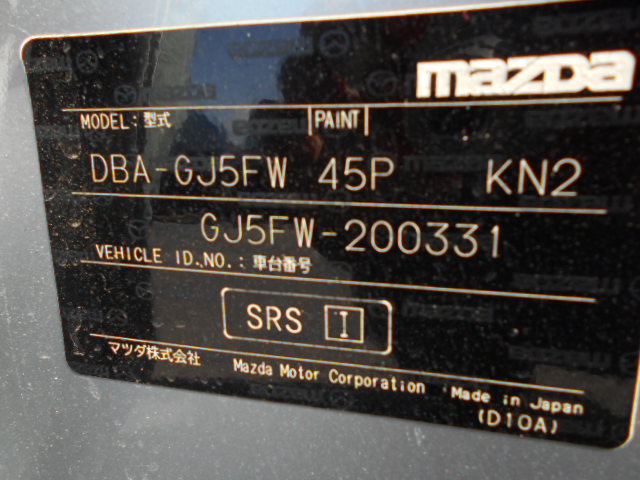 mazda
MODEL: 型式 PAINT
DBA-GJ5FW 45P KN2
GJ5FW-200331
VEHICLE ID.NO.: 車台番号
SRS I
マツダ株式会社 Mazda Motor Corporation Made in Japan
(D10A)